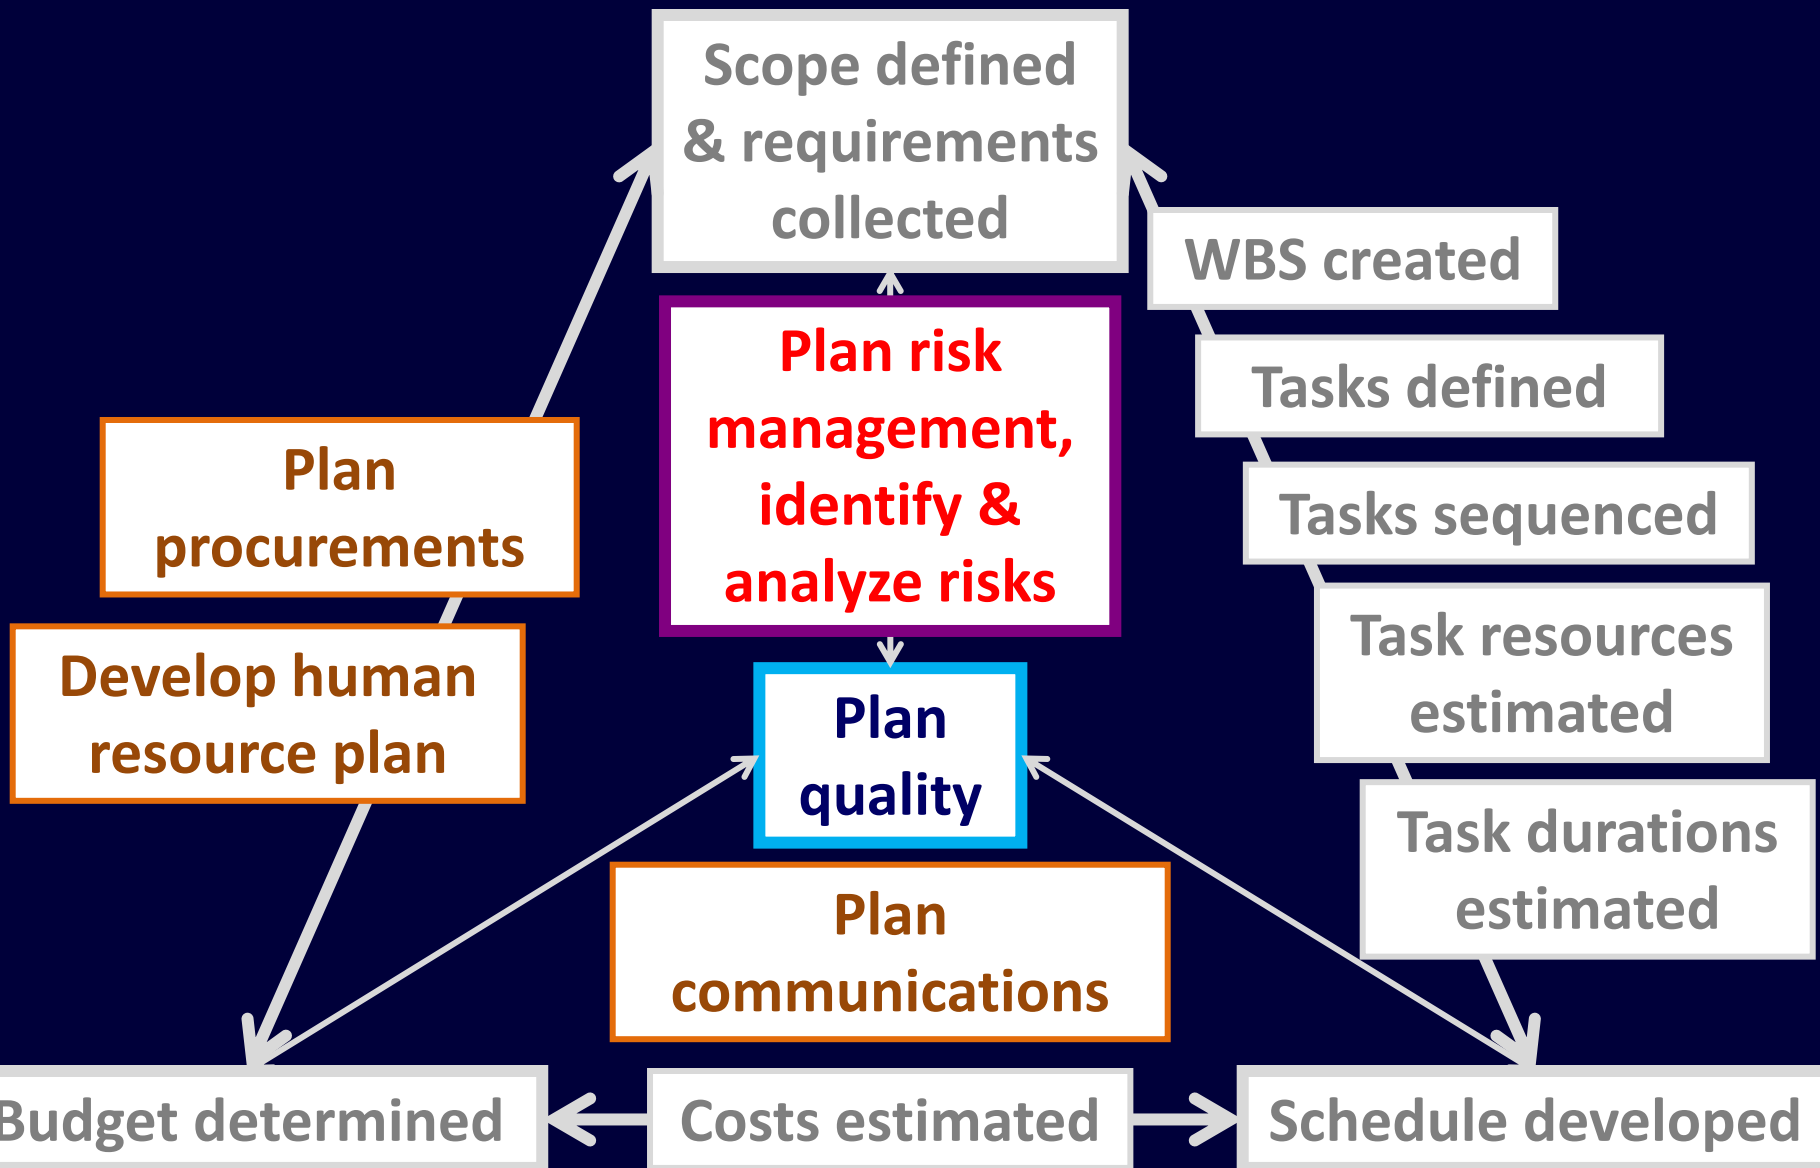 Scope defined
& requirements
collected
WBS created
Plan risk
management,
identify &
analyze risks
Tasks defined
Plan
procurements
Tasks sequenced
Task resources
estimated
Develop human
resource plan
Plan
quality
Task durations
estimated
Plan
communications
Budget determined
Costs estimated
Schedule developed